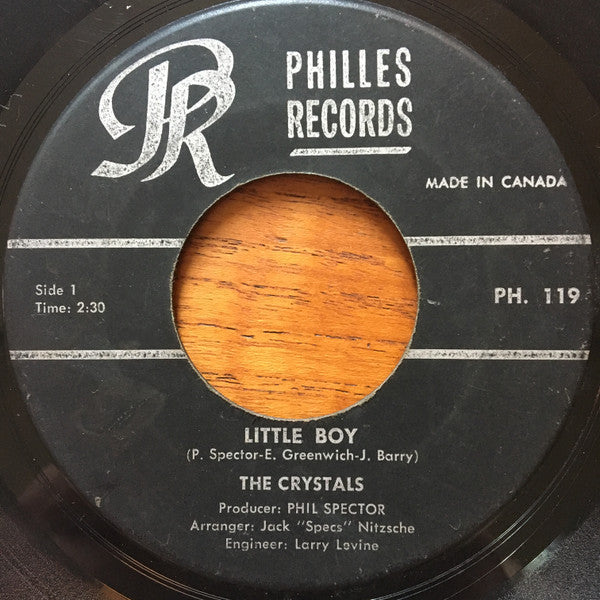 PR
PHILLES
RECORDS
MADE IN CANADA
Side 1
Time: 2:30
PH. 119
LITTLE BOY
(P. Spector-E. Greenwich-J. Barry)
THE CRYSTALS
Producer: PHIL SPECTOR
Arranger: Jack "Specs" Nitzsche
Engineer: Larry Levine